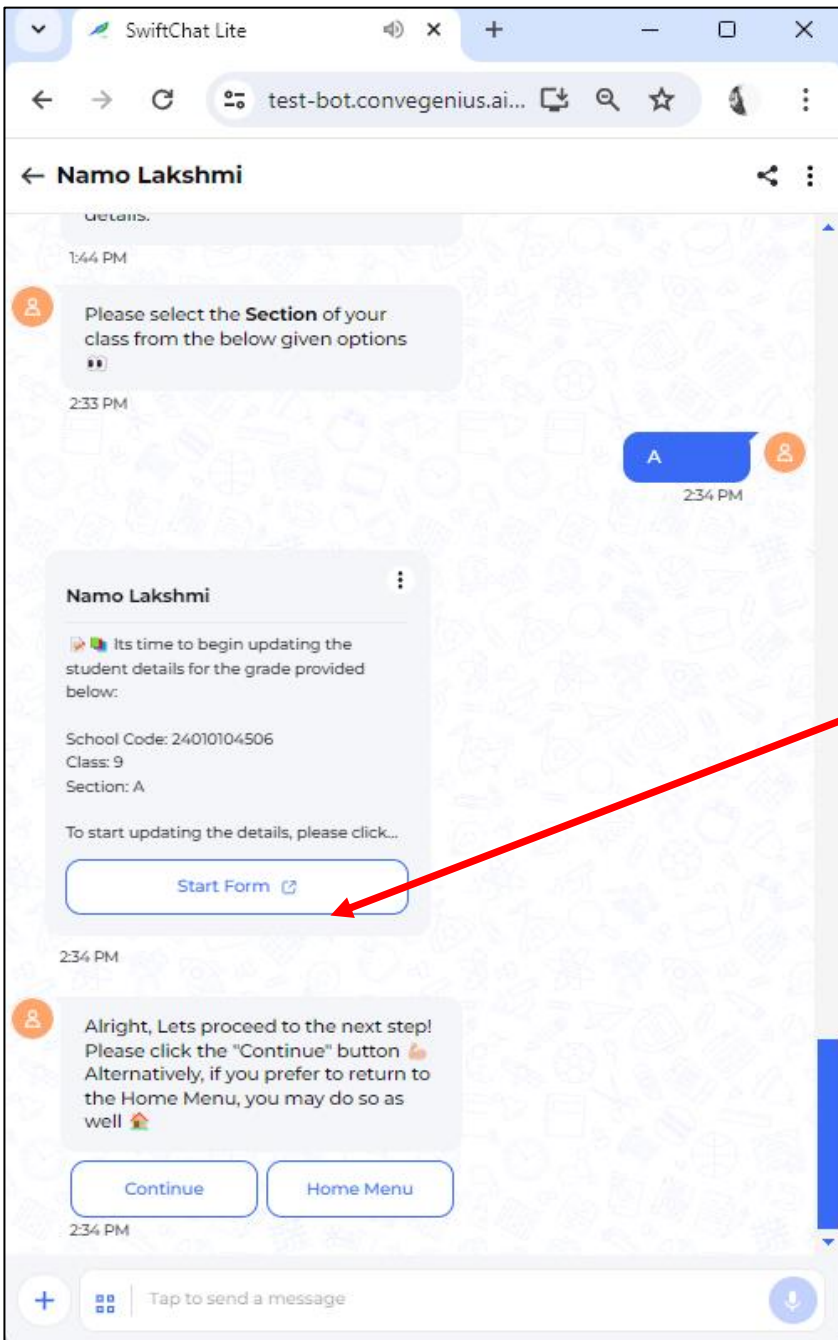 SwiftChat Lite
test-bot.convegenius.ai...
Namo Lakshmi
details.
1:44 PM
Please select the Section of your
class from the below given options
👀
2:33 PM
A
2:34 PM
Namo Lakshmi
📝📚 Its time to begin updating the
student details for the grade provided
below:
School Code: 24010104506
Class: 9
Section: A
To start updating the details, please click...
Start Form
2:34 PM
Alright, Lets proceed to the next step!
Please click the "Continue" button 💪
Alternatively, if you prefer to return to
the Home Menu, you may do so as
well 🏠
Continue Home Menu
2:34 PM
Tap to send a message